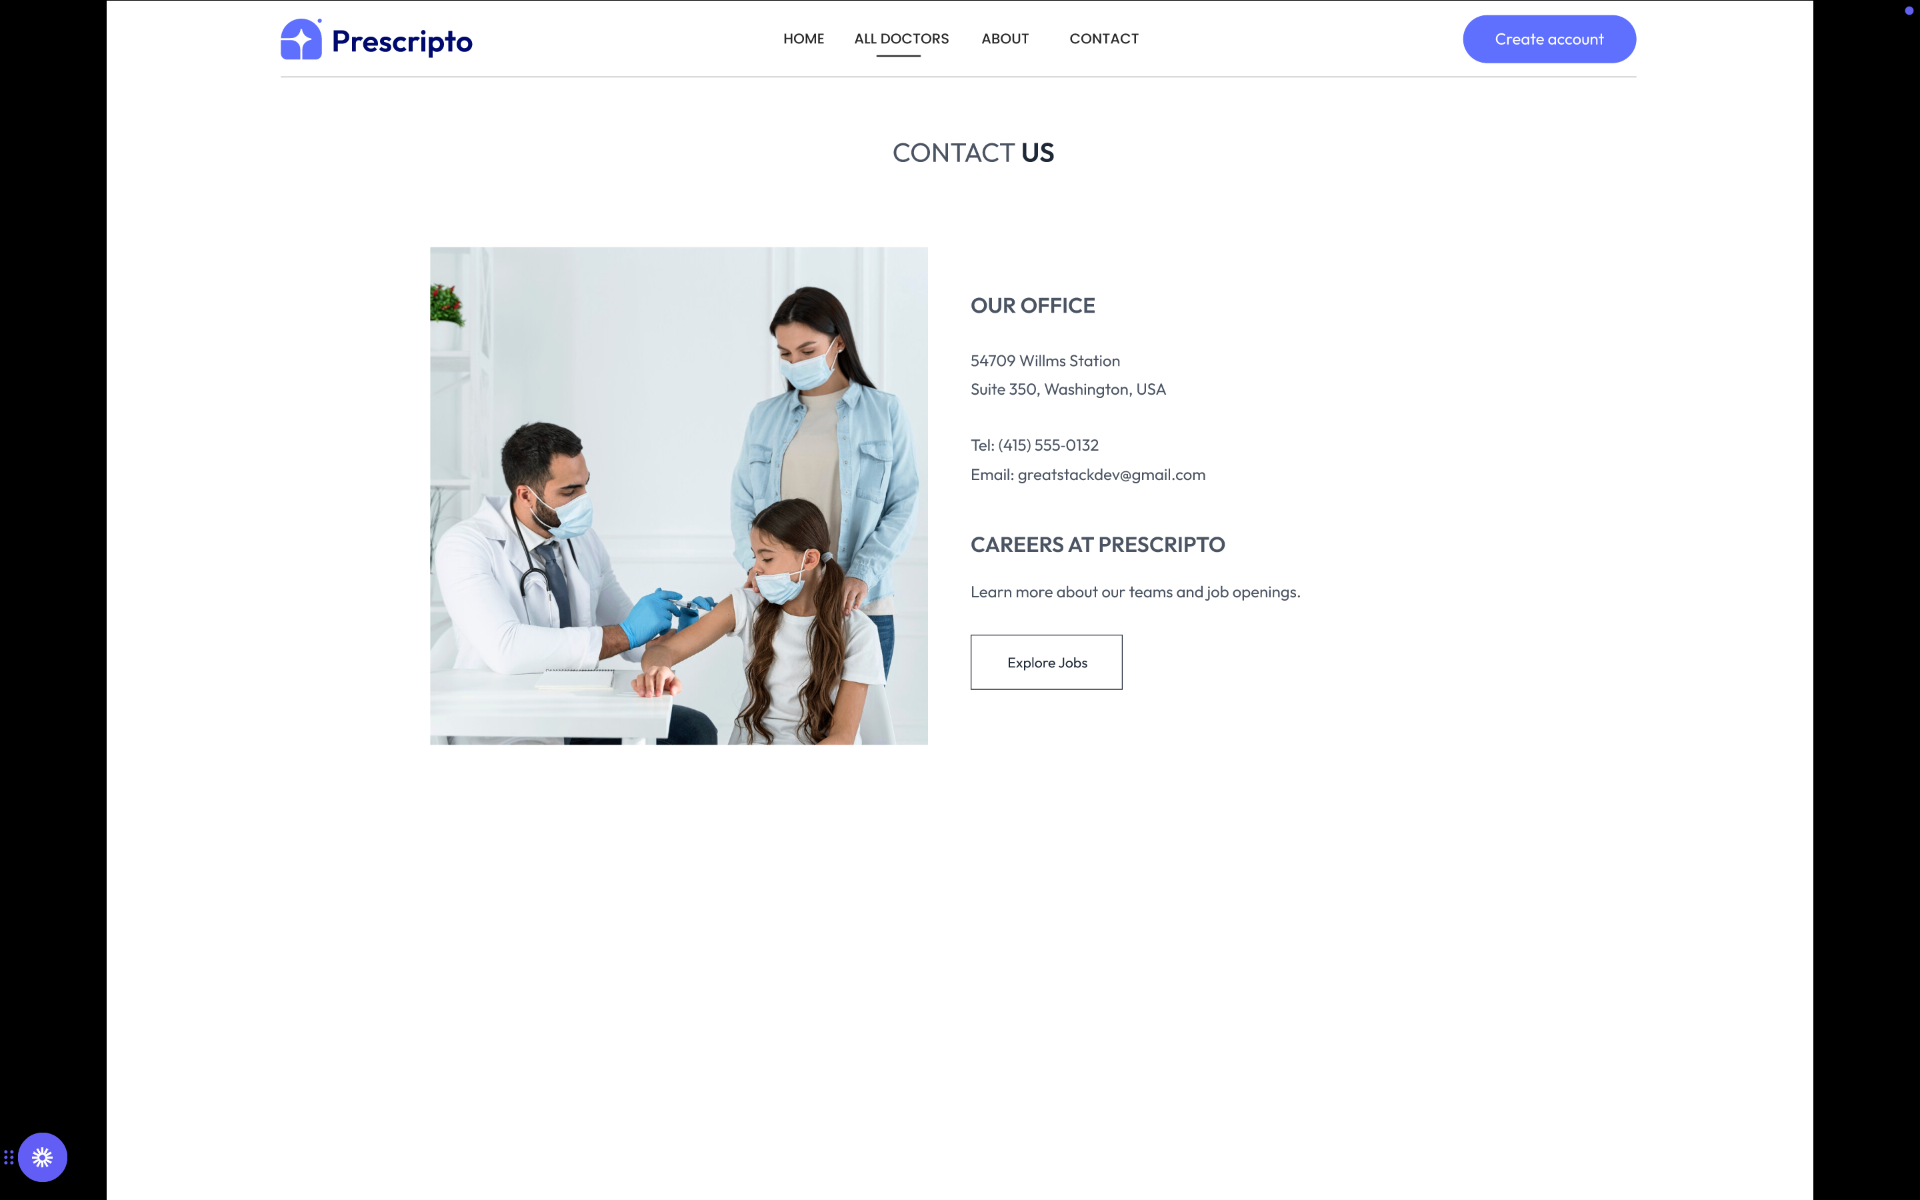 Prescripto
HOME
ALL DOCTORS
ABOUT
CONTACT
Create account
CONTACT US
OUR OFFICE
54709 Willms Station
Suite 350, Washington, USA
Tel: (415) 555-0132
Email: greatstackdev@gmail.com
CAREERS AT PRESCRIPTO
Learn more about our teams and job openings.
Explore Jobs